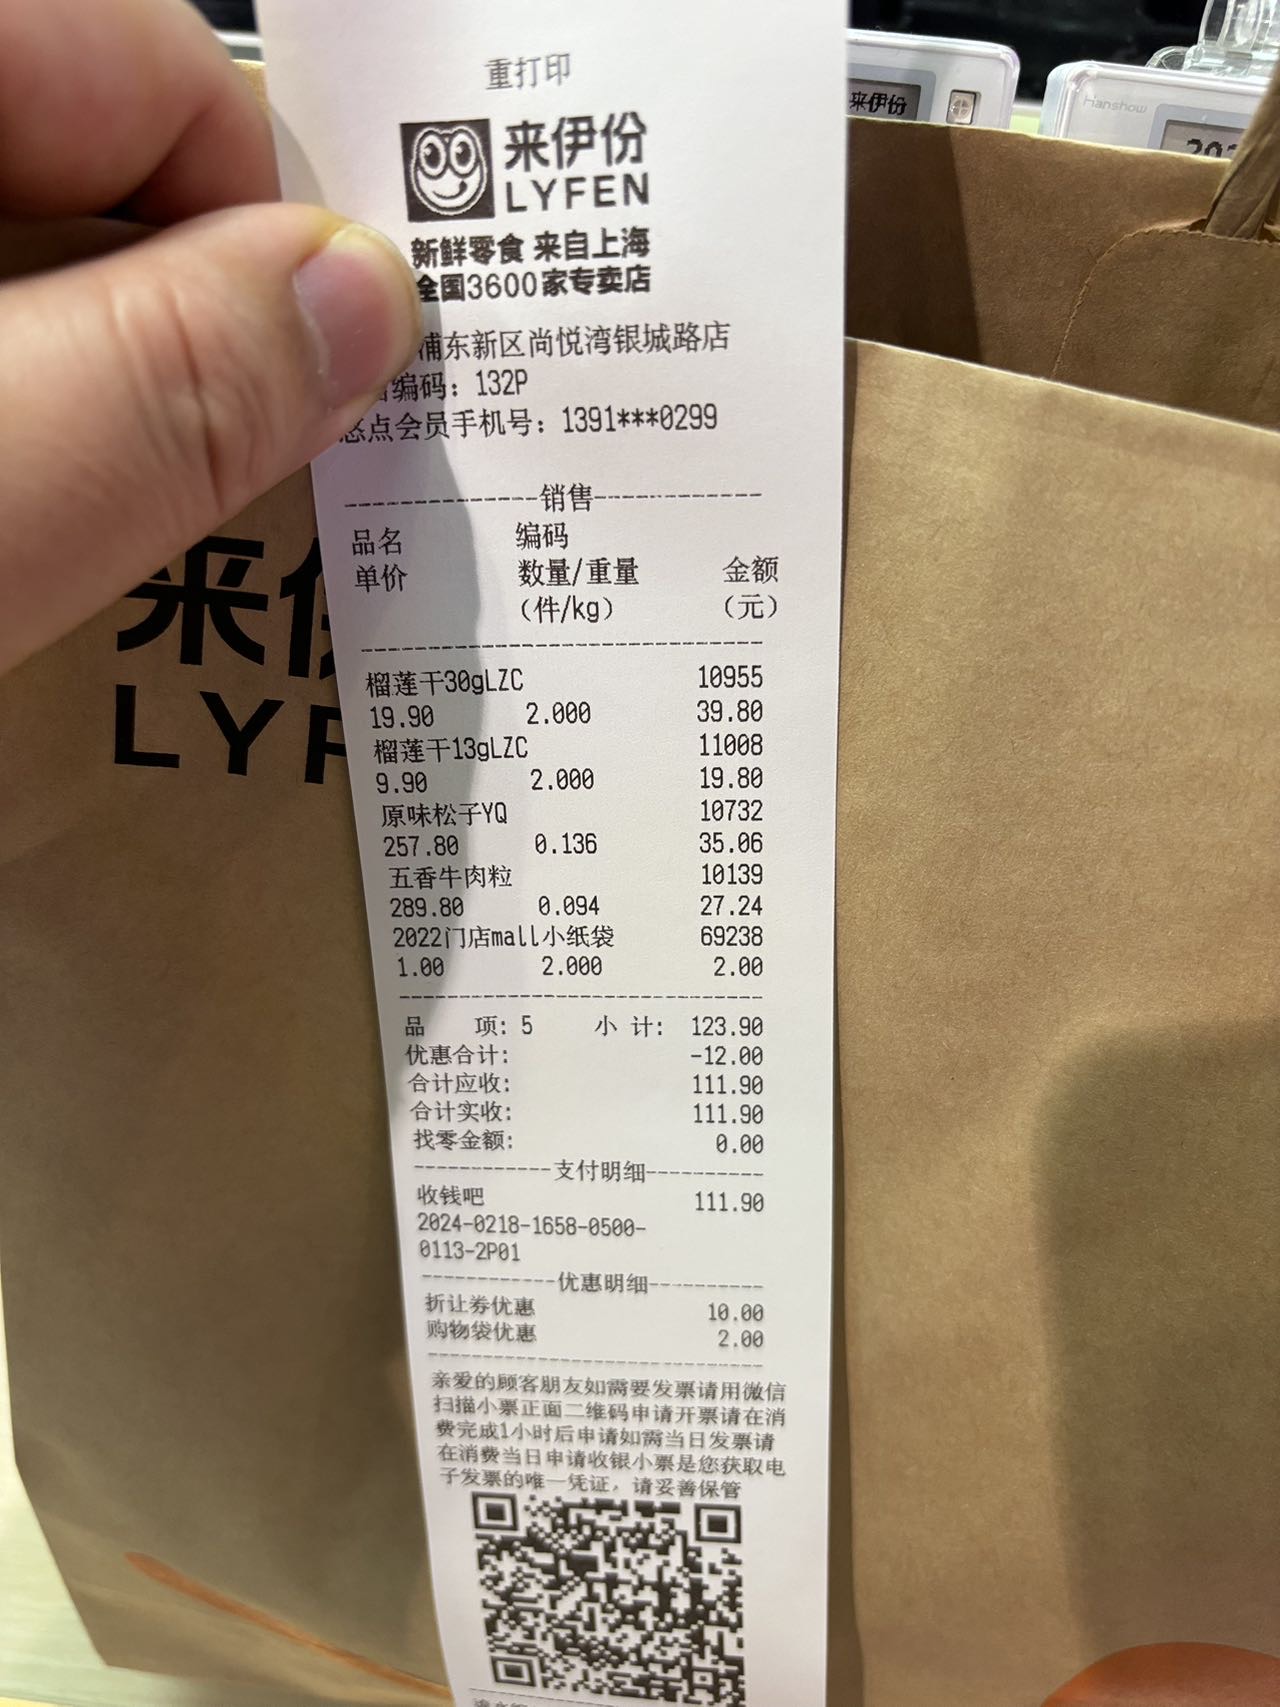 重打印
来伊份
LYFEN
新鲜零食 来自上海
全国3600家专卖店
浦东新区尚悦湾银城路店
编码: 132P
悠点会员手机号: 1391***0299
销售
品名 编码
单价 数量/重量 金额
(件/kg) (元)
榴莲干30gLZC 10955
19.90 2.000 39.80
榴莲干13gLZC 11008
9.90 2.000 19.80
原味松子YQ 10732
257.80 0.136 35.06
五香牛肉粒 10139
289.80 0.094 27.24
2022门店mall小纸袋 69238
1.00 2.000 2.00
品 项: 5 小 计: 123.90
优惠合计: -12.00
合计应收: 111.90
合计实收: 111.90
找零金额: 0.00
支付明细
收钱吧 111.90
2024-0218-1658-0500-
0113-2P01
优惠明细
折让券优惠 10.00
购物袋优惠 2.00
亲爱的顾客朋友如需要发票请用微信
扫描小票正面二维码申请开票请在消
费完成1小时后申请如需当日发票请
在消费当日申请收银小票是您获取电
子发票的唯一凭证，请妥善保管
来伊份
Hanshow
来
LYF